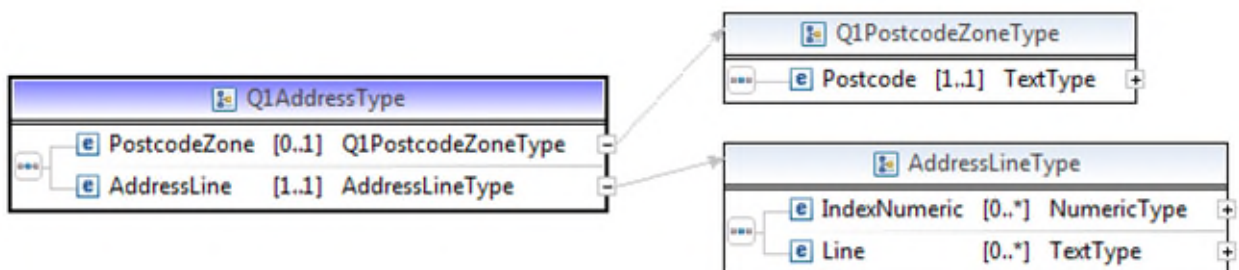 Q1PostcodeZoneType
e Postcode [1..1] TextType
Q1AddressType
e PostcodeZone [0..1] Q1PostcodeZoneType
e AddressLine [1..1] AddressLineType
AddressLineType
e IndexNumeric [0..*] NumericType
e Line [0..*] TextType